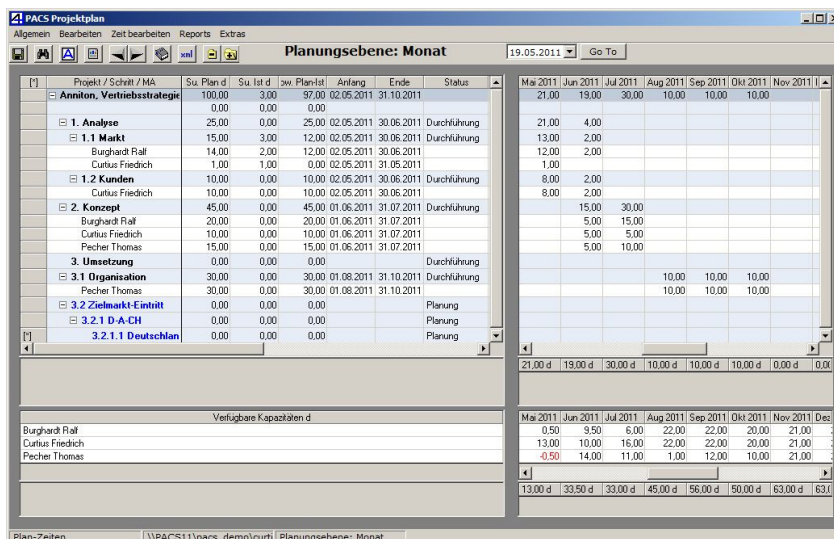 PACS Projektplan
Allgemein Bearbeiten Zeit bearbeiten Reports Extras
A xnl Planungsebene: Monat 19.05.2011 Go To
[*] Projekt / Schritt / MA Su. Plan d Su. Ist d ow. Plan-Ist Anfang Ende Status Mai 2011 Jun 2011 Jul 2011 Aug 2011 Sep 2011 Okt 2011 Nov 2011
Anniton, Vertriebsstrategie 100,00 3,00 97,00 02.05.2011 31.10.2011 21,00 19,00 30,00 10,00 10,00 10,00
0,00 0,00 0,00
1. Analyse 25,00 0,00 25,00 02.05.2011 30.06.2011 Durchführung 21,00 4,00
1.1 Markt 15,00 3,00 12,00 02.05.2011 30.06.2011 Durchführung 13,00 2,00
Burghardt Ralf 14,00 2,00 12,00 02.05.2011 30.06.2011 12,00 2,00
Curtius Friedrich 1,00 1,00 0,00 02.05.2011 31.05.2011 1,00
1.2 Kunden 10,00 0,00 10,00 02.05.2011 30.06.2011 Durchführung 8,00 2,00
Curtius Friedrich 10,00 0,00 10,00 02.05.2011 30.06.2011 8,00 2,00
2. Konzept 45,00 0,00 45,00 01.06.2011 31.07.2011 Durchführung 15,00 30,00
Burghardt Ralf 20,00 0,00 20,00 01.06.2011 31.07.2011 5,00 15,00
Curtius Friedrich 10,00 0,00 10,00 01.06.2011 31.07.2011 5,00 5,00
Pecher Thomas 15,00 0,00 15,00 01.06.2011 31.07.2011 5,00 10,00
3. Umsetzung 0,00 0,00 0,00 Durchführung
3.1 Organisation 30,00 0,00 30,00 01.08.2011 31.10.2011 Durchführung 10,00 10,00 10,00
Pecher Thomas 30,00 0,00 30,00 01.08.2011 31.10.2011 10,00 10,00 10,00
3.2 Zielmarkt-Eintritt 0,00 0,00 0,00 Planung
3.2.1 D-A-CH 0,00 0,00 0,00 Planung
[*] 3.2.1.1 Deutschlan 0,00 0,00 0,00 Planung
21,00 d 19,00 d 30,00 d 10,00 d 10,00 d 10,00 d 0,00 d 0,0
Verfügbare Kapazitäten d Mai 2011 Jun 2011 Jul 2011 Aug 2011 Sep 2011 Okt 2011 Nov 2011 Dez
Burghardt Ralf 0,50 9,50 6,00 22,00 22,00 20,00 21,00
Curtius Friedrich 13,00 10,00 16,00 22,00 22,00 20,00 21,00
Pecher Thomas -0,50 14,00 11,00 1,00 12,00 10,00 21,00
13,00 d 33,50 d 33,00 d 45,00 d 56,00 d 50,00 d 63,00 d 63,
Plan-Zeiten \\PACS11\pacs_demo\curti Planungsebene: Monat